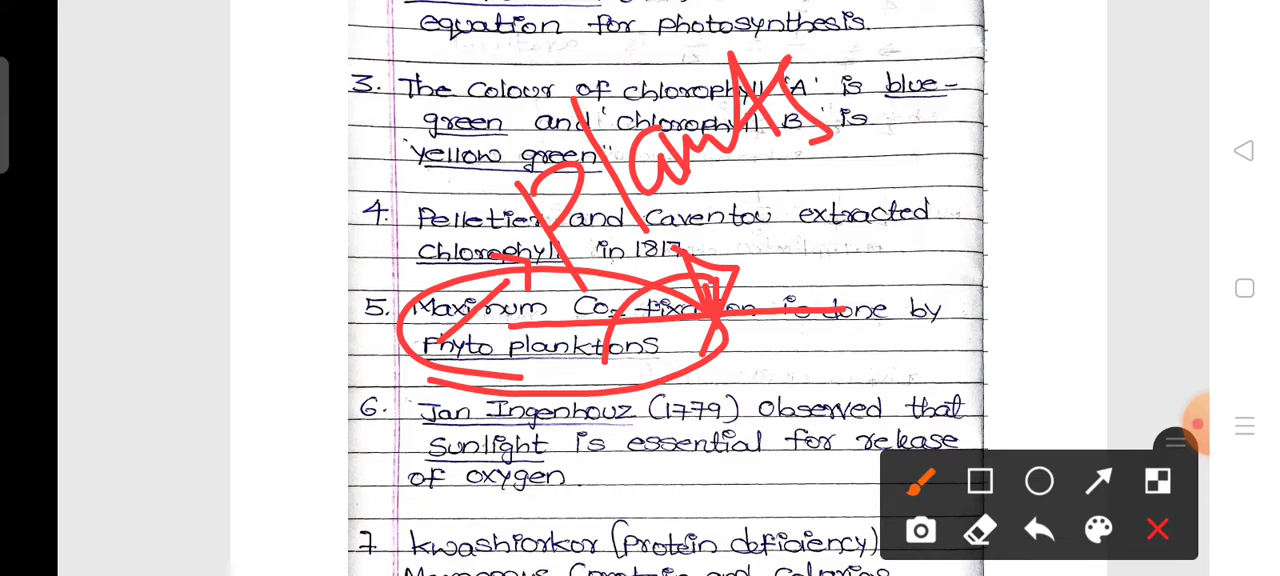 equation for photosynthesis.
3. The Colour of chlorophyll 'A' is blue-
green and 'chlorophyll B' is
"yellow green"
Plants
4. Pelletier and Caventou extracted
Chlorophyll in 1817.
5. Maximum Co₂ fixation is done by
Phyto planktons
6. Jan Ingenhouz (1779) Observed that
Sunlight is essential for release
of oxygen.
7 Kwashiorkor (Protein deficiency)